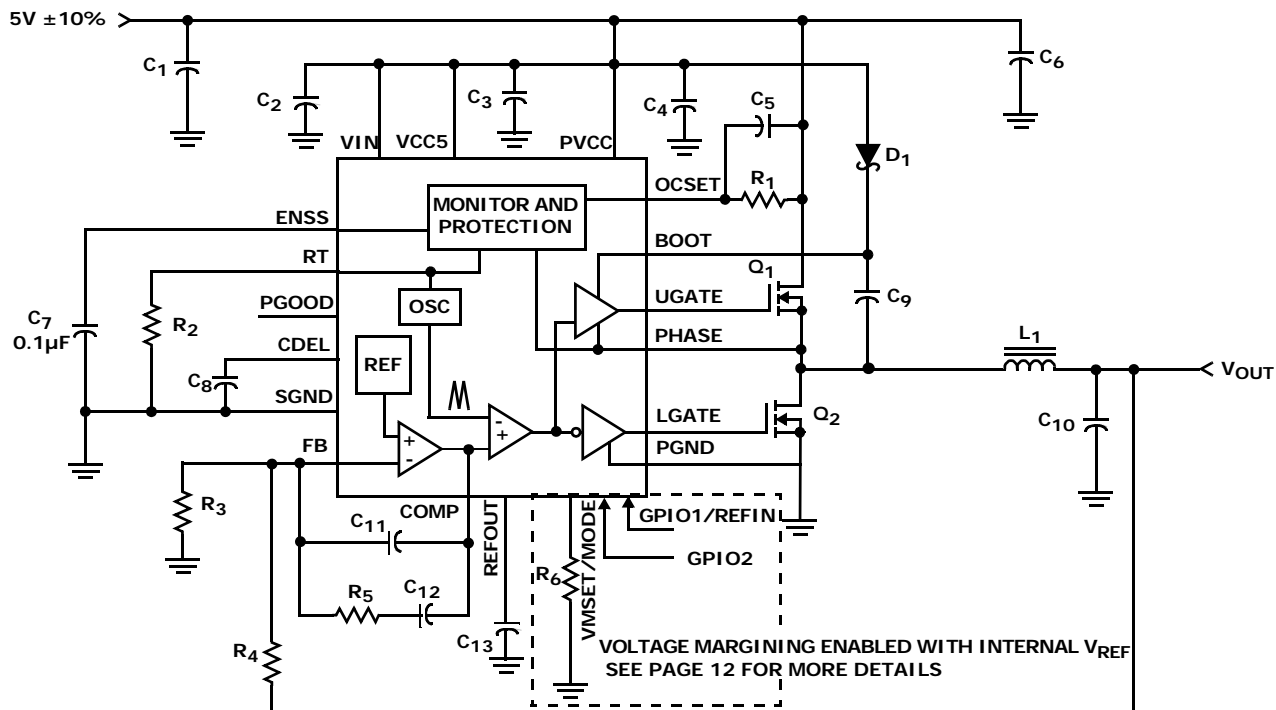 5V ±10%
C1
C2
C3
C4
C5
C6
VIN
VCC5
PVCC
D1
OCSET
R1
MONITOR AND
PROTECTION
ENSS
BOOT
RT
Q1
PGOOD
OSC
UGATE
C9
C7
0.1µF
R2
PHASE
L1
CDEL
REF
C8
VOUT
SGND
LGATE
Q2
C10
-
+
FB
+
-
PGND
R3
COMP
C11
REFOUT
VMSET/MODE
GPIO1/REFIN
GPIO2
R6
R5
C12
C13
R4
VOLTAGE MARGINING ENABLED WITH INTERNAL VREF
SEE PAGE 12 FOR MORE DETAILS